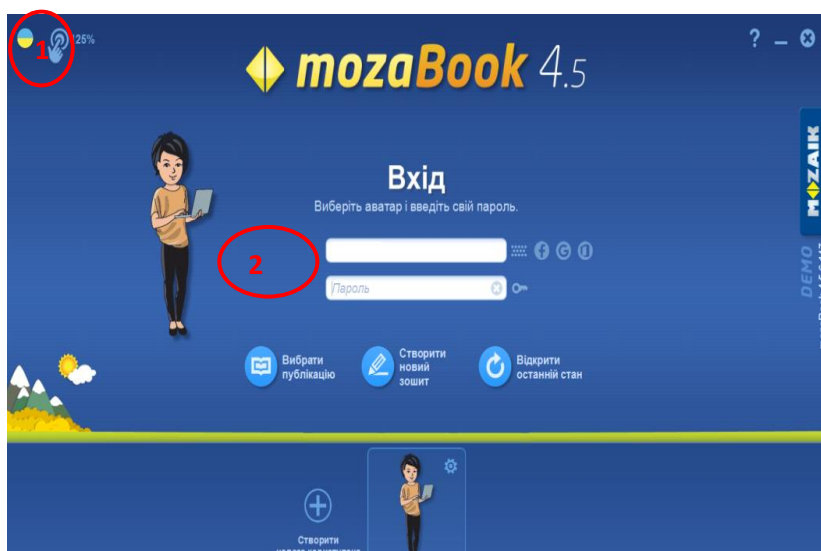 1
125%
? –
mozaBook 4.5
MOZAIK
DEMO
Вхід
Виберіть аватар і введіть свій пароль.
2
Пароль
Вибрати
публікацію
Створити
новий
зошит
Відкрити
останній стан
Створити